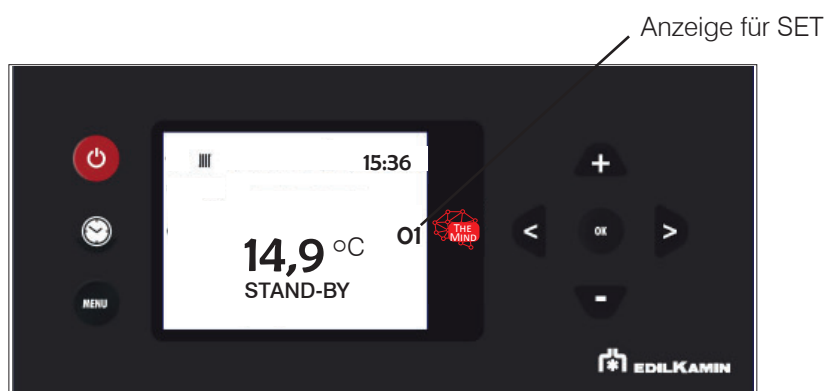 Anzeige für SET
15:36
01
THE
MIND
14,9 °C
STAND-BY
MENU
+
< OK >
-
EDILKAMIN